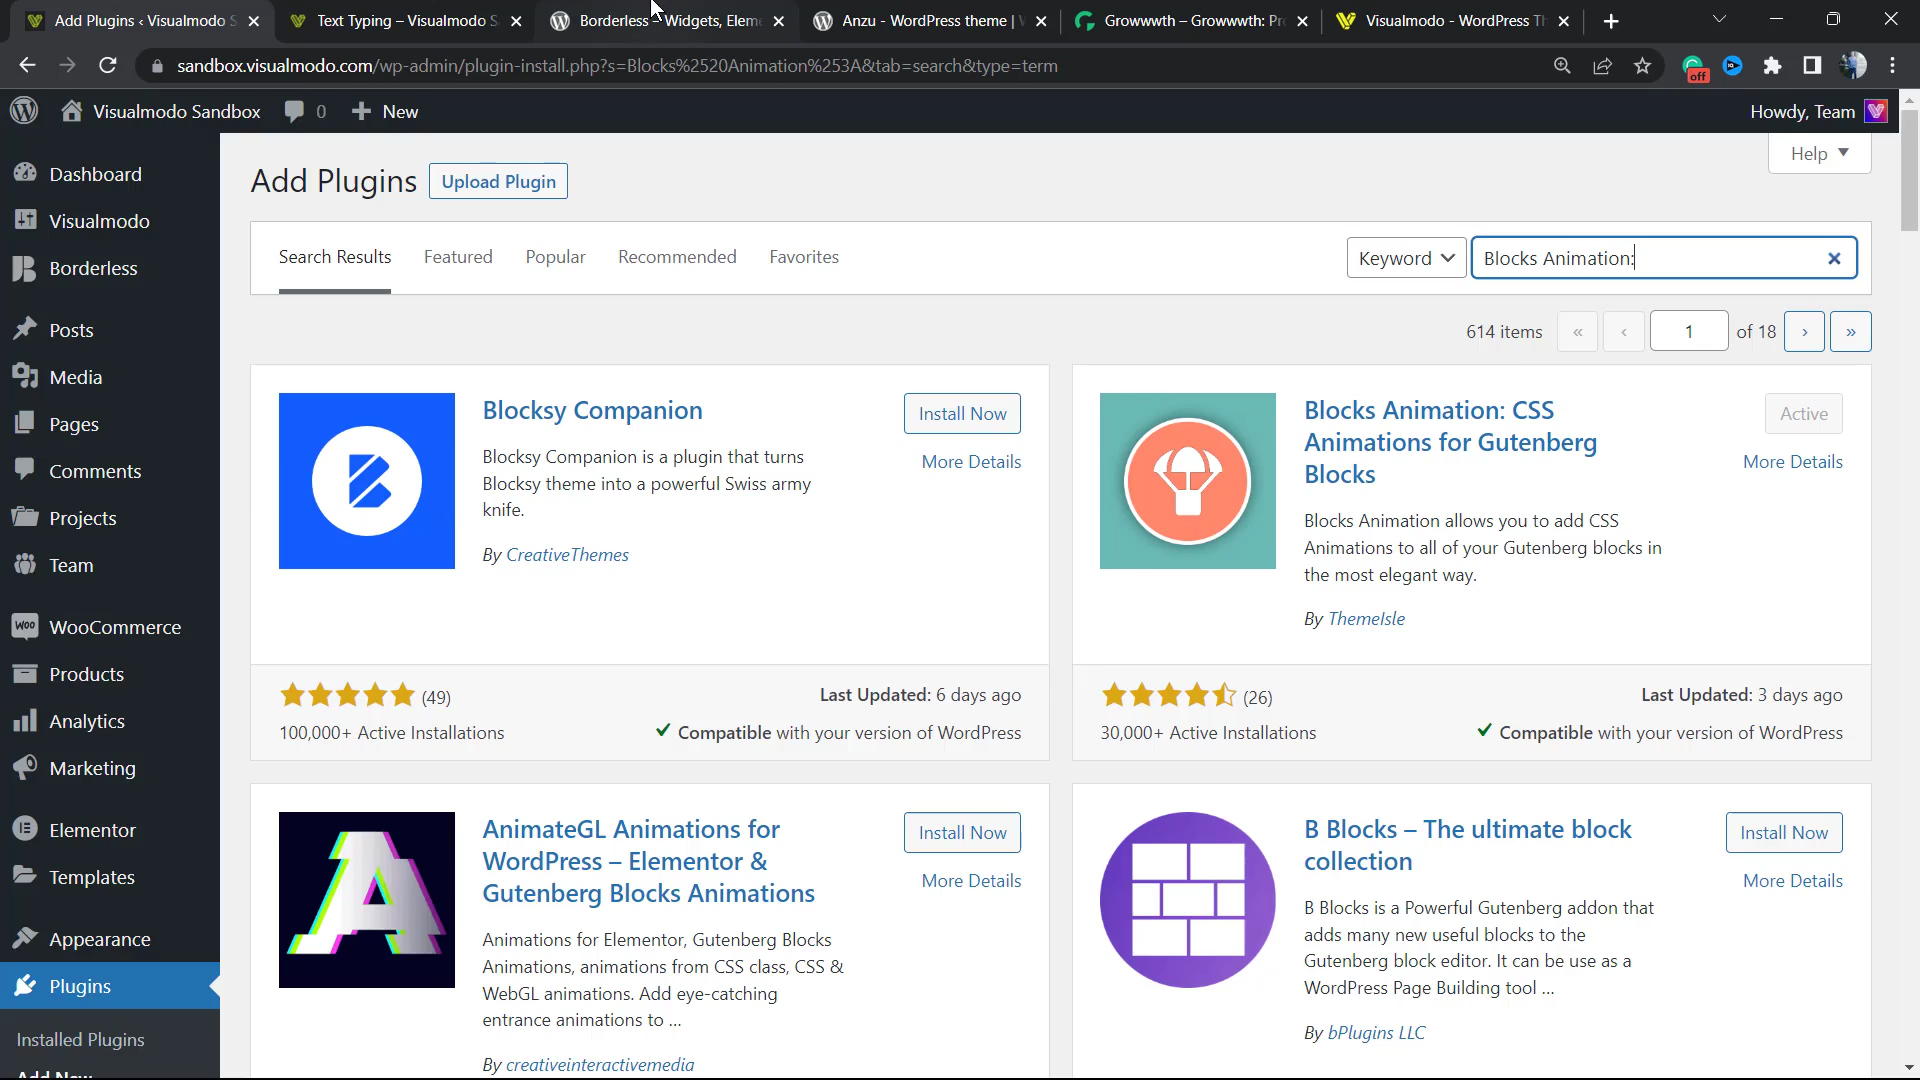 Add Plugins ‹ Visualmodo S
Text Typing – Visualmodo S
Borderless – Widgets, Elem
Anzu - WordPress theme |
Growwwth – Growwwth: Pr
Visualmodo - WordPress Th
sandbox.visualmodo.com/wp-admin/plugin-install.php?s=Blocks%2520Animation%253A&tab=search&type=term
off
Visualmodo Sandbox
0
New
Howdy, Team
Help
Dashboard
Visualmodo
Borderless
Posts
Media
Pages
Comments
Projects
Team
WooCommerce
Products
Analytics
Marketing
Elementor
Templates
Appearance
Plugins
Installed Plugins
Add New
Add Plugins
Upload Plugin
Search Results
Featured
Popular
Recommended
Favorites
Keyword
Blocks Animation:
614 items
«
‹
1
of 18
›
»
Blocksy Companion
Install Now
More Details
Blocksy Companion is a plugin that turns
Blocksy theme into a powerful Swiss army
knife.
By CreativeThemes
(49)
Last Updated: 6 days ago
100,000+ Active Installations
Compatible with your version of WordPress
Blocks Animation: CSS
Animations for Gutenberg
Blocks
Active
More Details
Blocks Animation allows you to add CSS
Animations to all of your Gutenberg blocks in
the most elegant way.
By ThemeIsle
(26)
Last Updated: 3 days ago
30,000+ Active Installations
Compatible with your version of WordPress
AnimateGL Animations for
WordPress – Elementor &
Gutenberg Blocks Animations
Install Now
More Details
Animations for Elementor, Gutenberg Blocks
Animations, animations from CSS class, CSS &
WebGL animations. Add eye-catching
entrance animations to ...
By creativeinteractivemedia
B Blocks – The ultimate block
collection
Install Now
More Details
B Blocks is a Powerful Gutenberg addon that
adds many new useful blocks to the
Gutenberg block editor. It can be use as a
WordPress Page Building tool ...
By bPlugins LLC